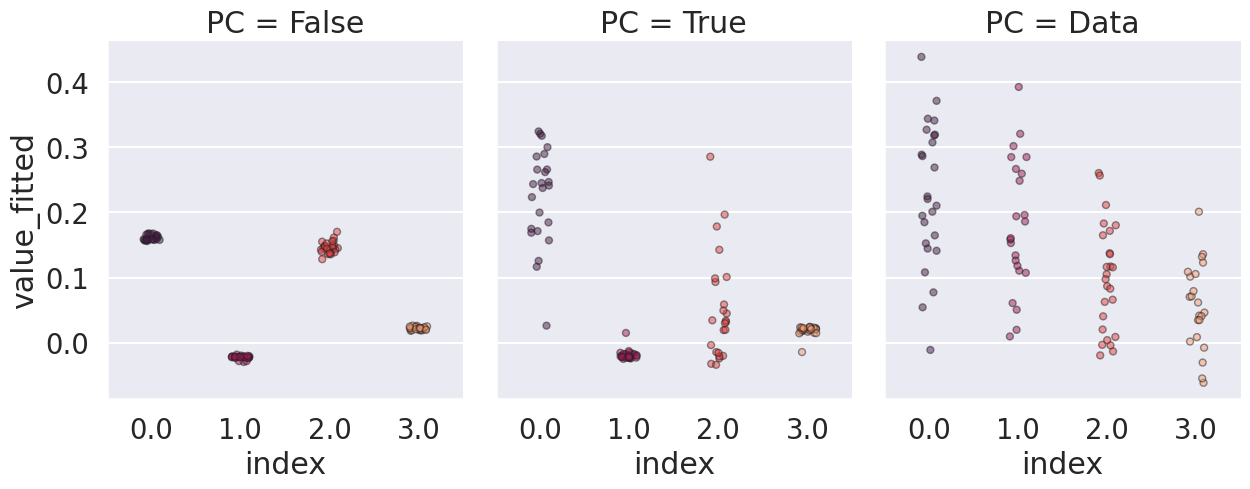 PC = False
PC = True
PC = Data
value_fitted
0.4
0.3
0.2
0.1
0.0
0.0 1.0 2.0 3.0
index
0.0 1.0 2.0 3.0
index
0.0 1.0 2.0 3.0
index